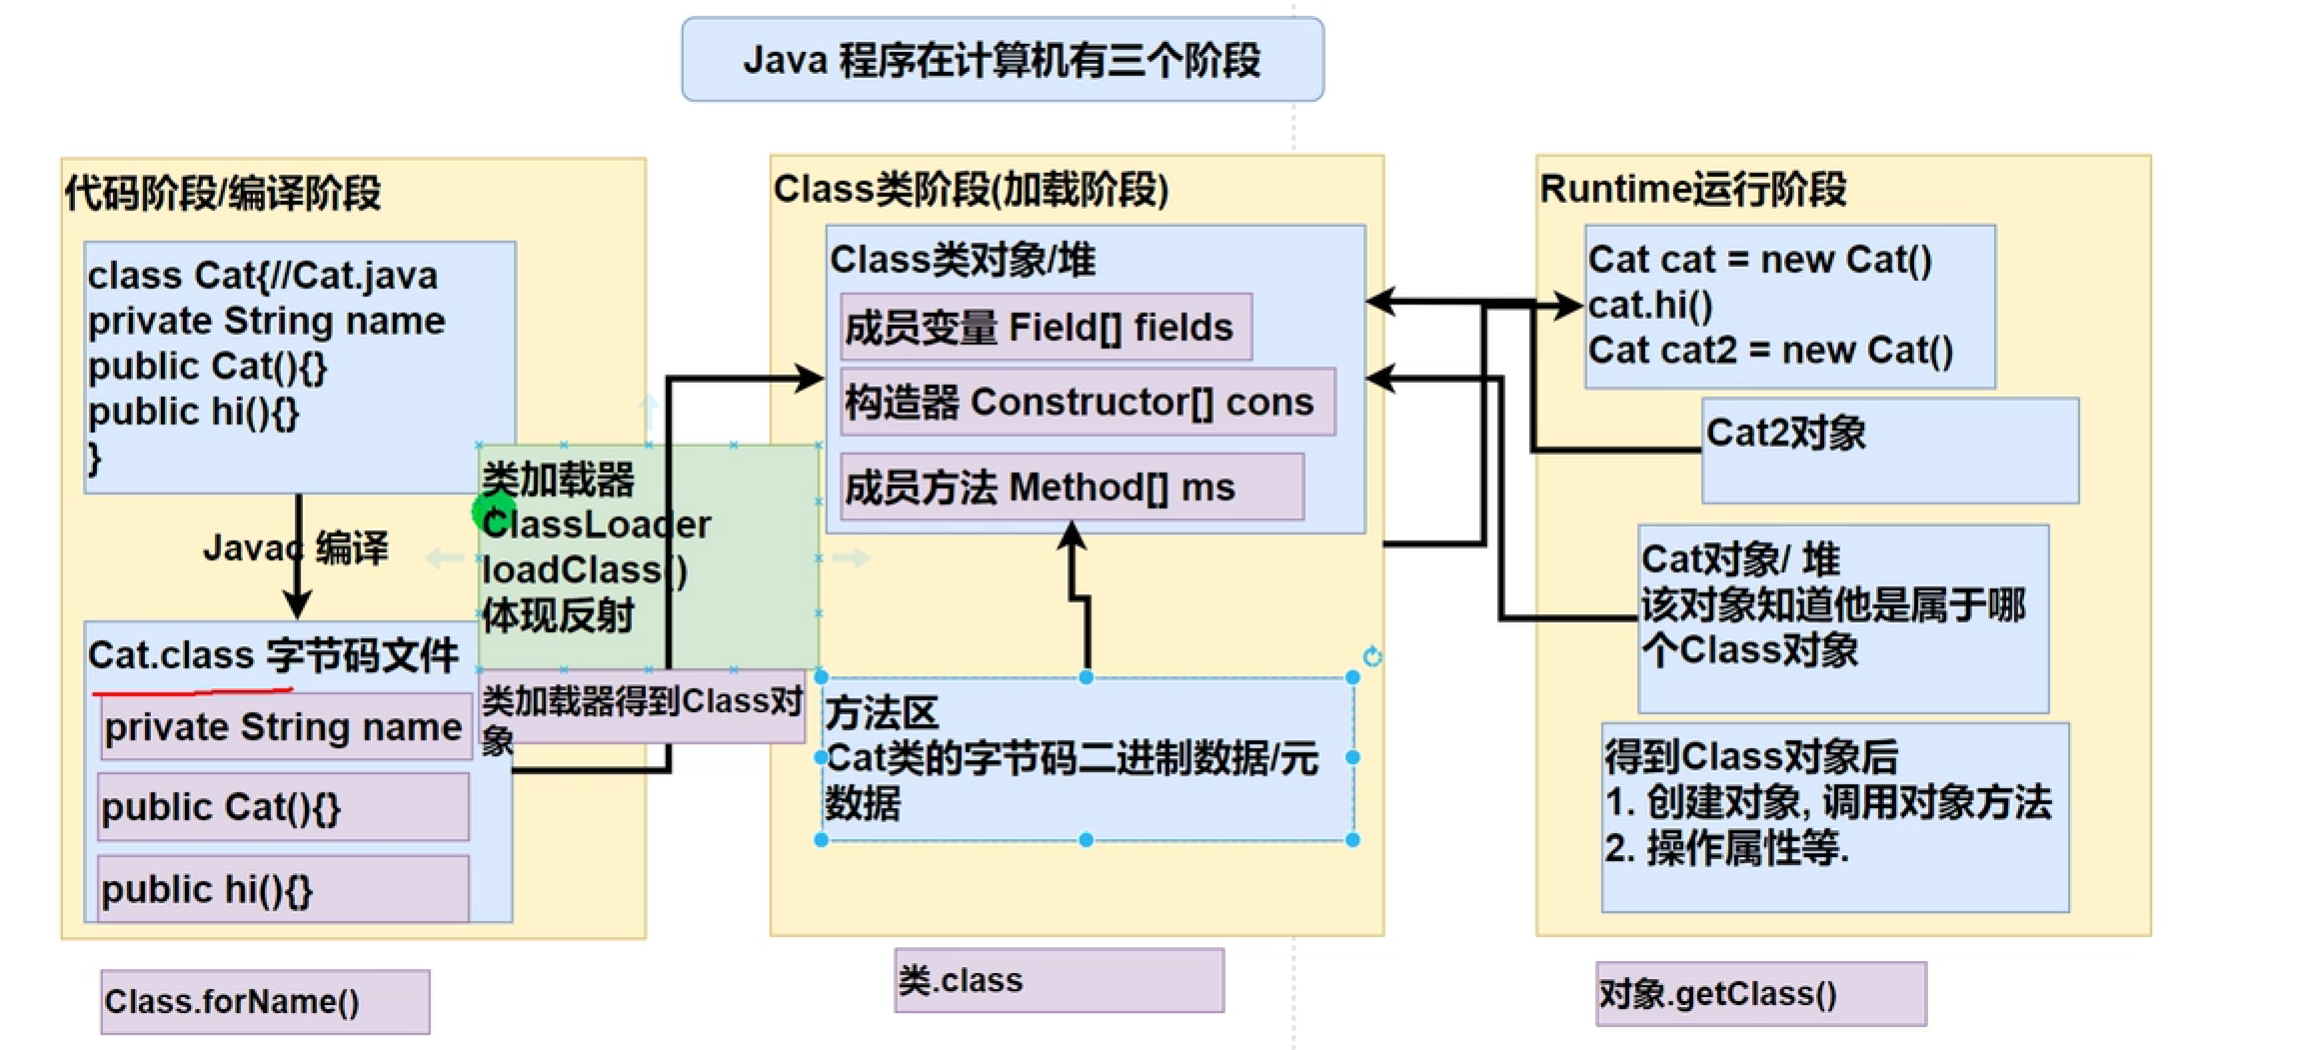 Java 程序在计算机有三个阶段
代码阶段/编译阶段
class Cat{//Cat.java
private String name
public Cat(){}
public hi(){}
}
Javac 编译
Cat.class 字节码文件
private String name
public Cat(){}
public hi(){}
Class.forName()
类加载器
ClassLoader
loadClass()
体现反射
类加载器得到Class对
象
Class类阶段(加载阶段)
Class类对象/堆
成员变量 Field[] fields
构造器 Constructor[] cons
成员方法 Method[] ms
方法区
Cat类的字节码二进制数据/元
数据
类.class
Runtime运行阶段
Cat cat = new Cat()
cat.hi()
Cat cat2 = new Cat()
Cat2对象
Cat对象/ 堆
该对象知道他是属于哪
个Class对象
得到Class对象后
1. 创建对象, 调用对象方法
2. 操作属性等.
对象.getClass()